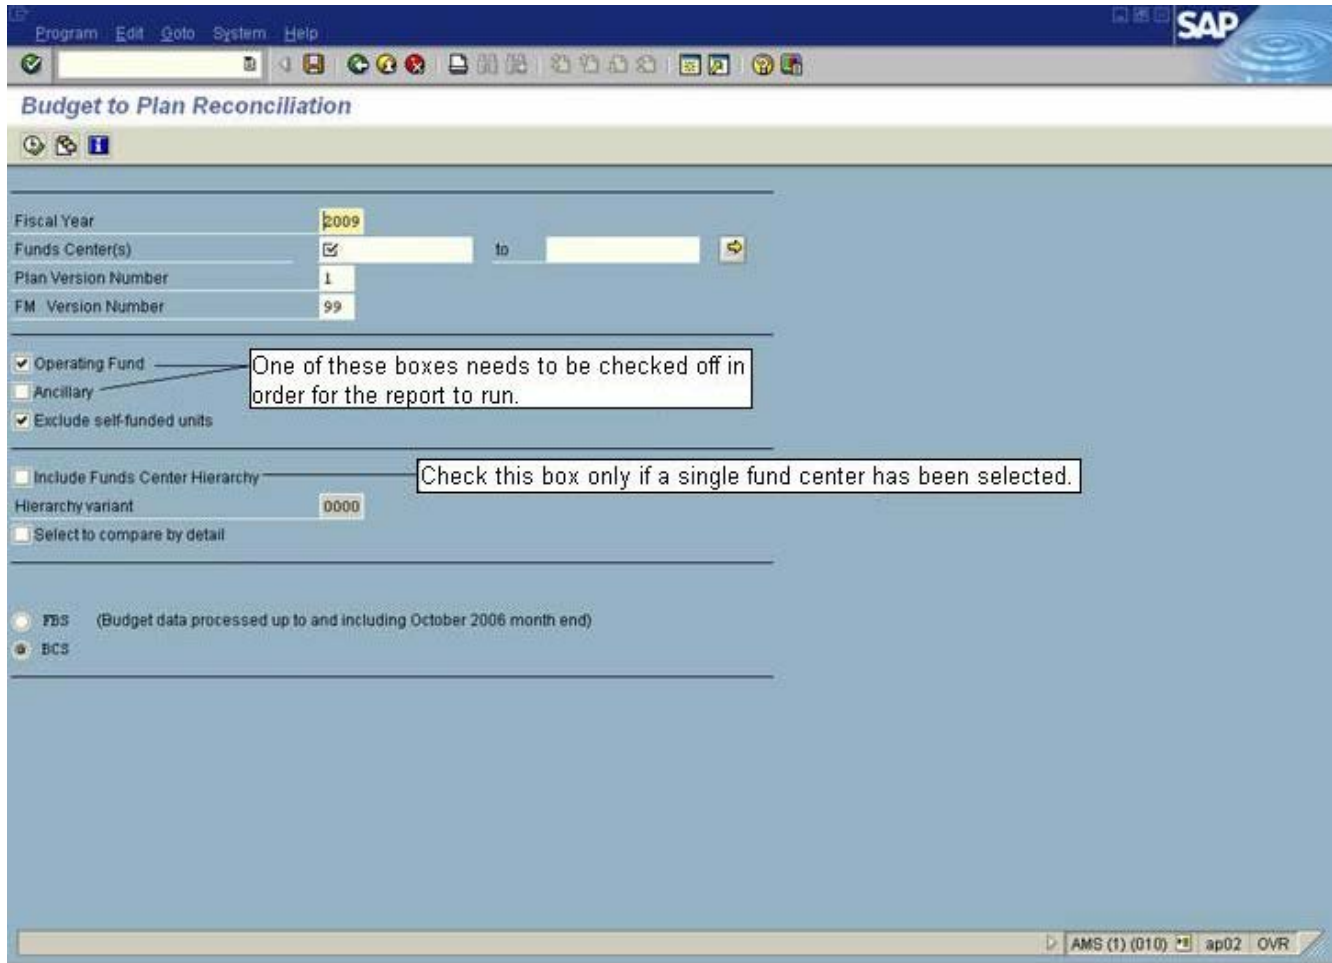 Program Edit Goto System Help
SAP
Budget to Plan Reconciliation
Fiscal Year 2009
Funds Center(s) to
Plan Version Number 1
FM Version Number 99
Operating Fund
Ancillary
One of these boxes needs to be checked off in
order for the report to run.
Exclude self-funded units
Include Funds Center Hierarchy
Check this box only if a single fund center has been selected.
Hierarchy variant 0000
Select to compare by detail
FBS (Budget data processed up to and including October 2006 month end)
BCS
AMS (1) (010) ap02 OVR